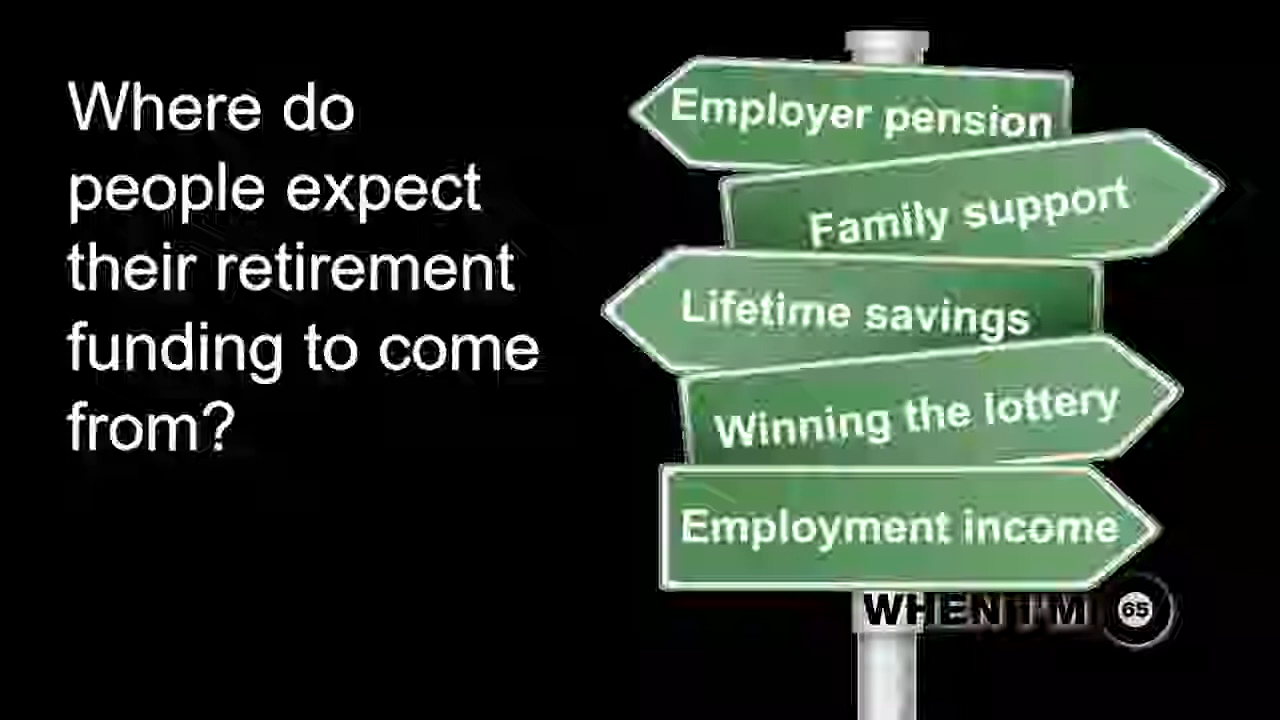 Where do
people expect
their retirement
funding to come
from?
Employer pension
Family support
Lifetime savings
Winning the lottery
Employment income
WHEN I'M 65